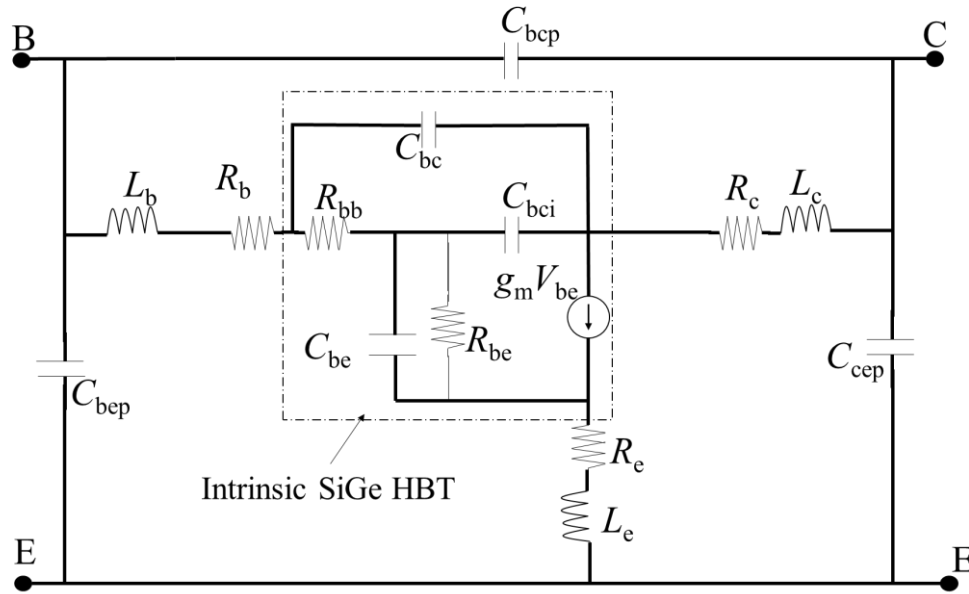 C_bcp
B
C
C_bc
L_b
R_b
R_bb
C_bci
R_c
L_c
g_m V_be
C_be
R_be
C_bep
C_cep
R_e
Intrinsic SiGe HBT
L_e
E
E